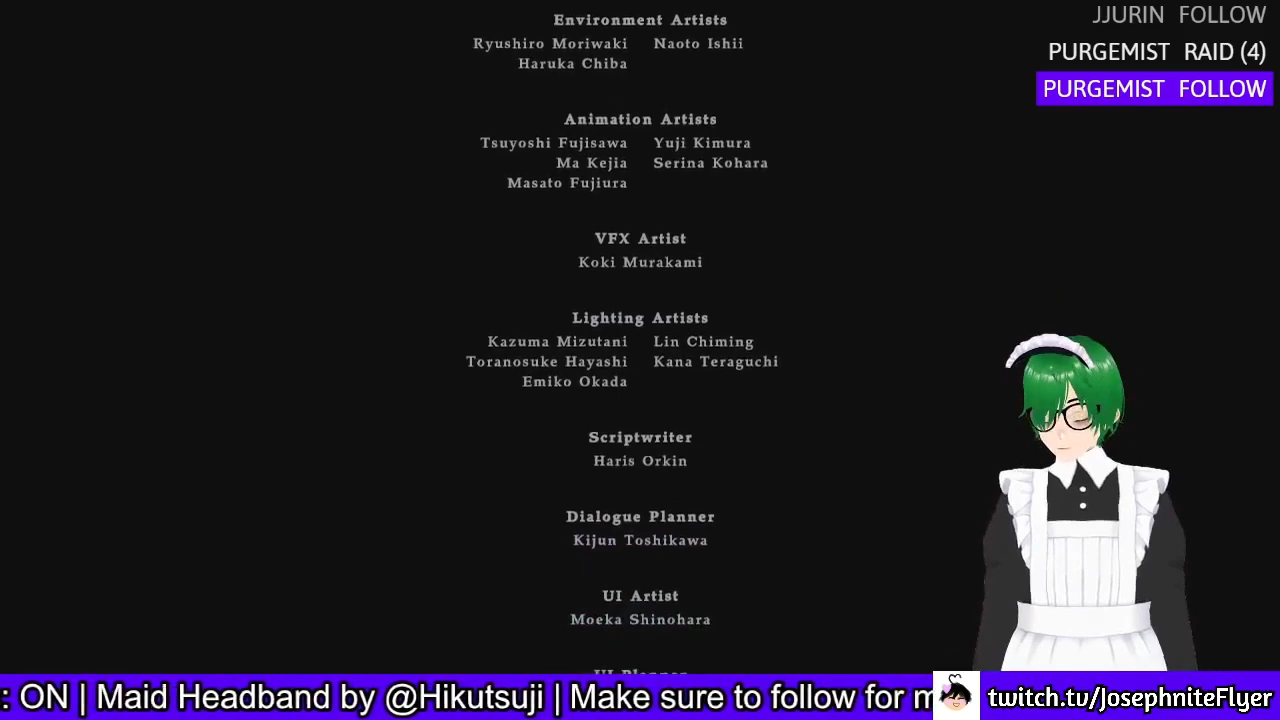 Environment Artists
Ryushiro Moriwaki Naoto Ishii
Haruka Chiba
Animation Artists
Tsuyoshi Fujisawa Yuji Kimura
Ma Kejia Serina Kohara
Masato Fujiura
VFX Artist
Koki Murakami
Lighting Artists
Kazuma Mizutani Lin Chiming
Toranosuke Hayashi Kana Teraguchi
Emiko Okada
Scriptwriter
Haris Orkin
Dialogue Planner
Kijun Toshikawa
UI Artist
Moeka Shinohara
UI Planner
JJURIN FOLLOW
PURGEMIST RAID (4)
PURGEMIST FOLLOW
: ON | Maid Headband by @Hikutsuji | Make sure to follow for m
twitch.tv/JosephniteFlyer